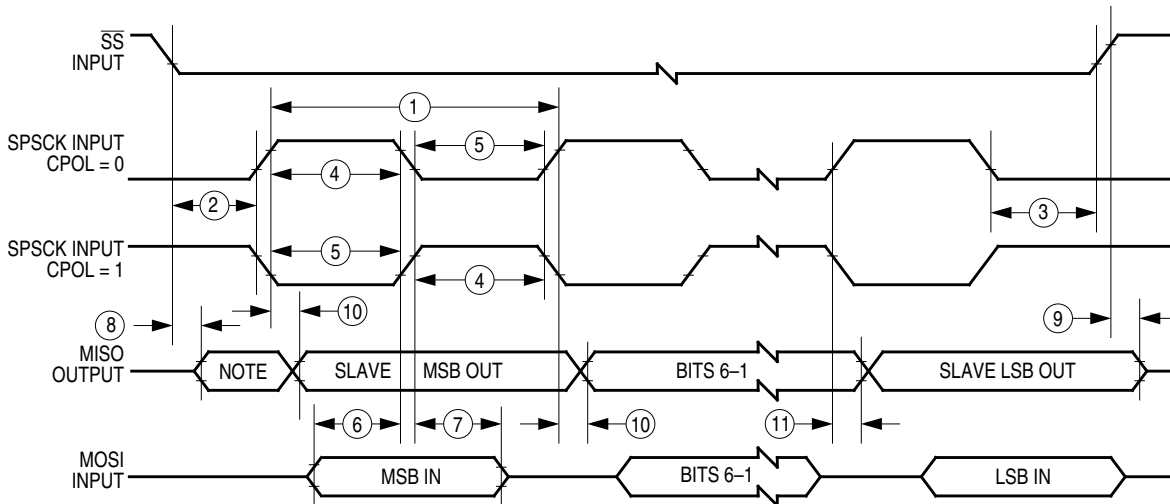 SS
INPUT
1
SPSCK INPUT
CPOL = 0
5
4
2
3
SPSCK INPUT
CPOL = 1
5
4
8
10
9
MISO
OUTPUT
NOTE
SLAVE
MSB OUT
BITS 6–1
SLAVE LSB OUT
6
7
10
11
MOSI
INPUT
MSB IN
BITS 6–1
LSB IN